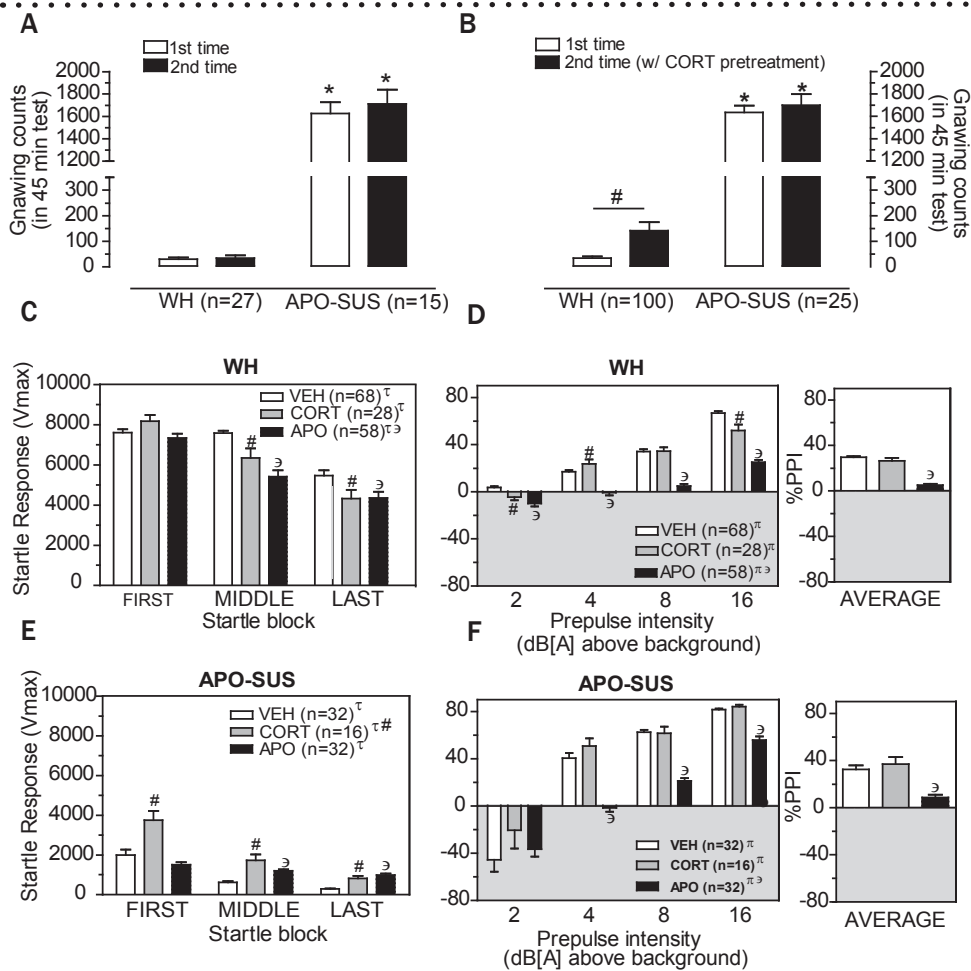 A
1st time
2nd time
2000
1800
1600
1400
1200
300
200
100
0
Gnawing counts
(in 45 min test)
* *
WH (n=27) APO-SUS (n=15)
B
1st time
2nd time (w/ CORT pretreatment)
2000
1800
1600
1400
1200
300
200
100
0
Gnawing counts
(in 45 min test)
#
* *
WH (n=100) APO-SUS (n=25)
C
WH
Startle Response (Vmax)
10000
8000
6000
4000
2000
0
VEH (n=68)τ
CORT (n=28)τ
APO (n=58)τ϶
# ϶
# ϶
FIRST MIDDLE LAST
Startle block
D
WH
80
40
0
-40
-80
# ϶
# ϶
϶
# ϶
VEH (n=68)π
CORT (n=28)π
APO (n=58)π϶
2 4 8 16
Prepulse intensity
(dB[A] above background)
%PPI
80
40
0
-40
-80
϶
AVERAGE
E
APO-SUS
Startle Response (Vmax)
10000
8000
6000
4000
2000
0
VEH (n=32)τ
CORT (n=16)τ#
APO (n=32)τ
#
# ϶
# ϶
FIRST MIDDLE LAST
Startle block
F
APO-SUS
80
40
0
-40
-80
϶
϶
϶
VEH (n=32)π
CORT (n=16)π
APO (n=32)π϶
2 4 8 16
Prepulse intensity
(dB[A] above background)
%PPI
80
40
0
-40
-80
϶
AVERAGE